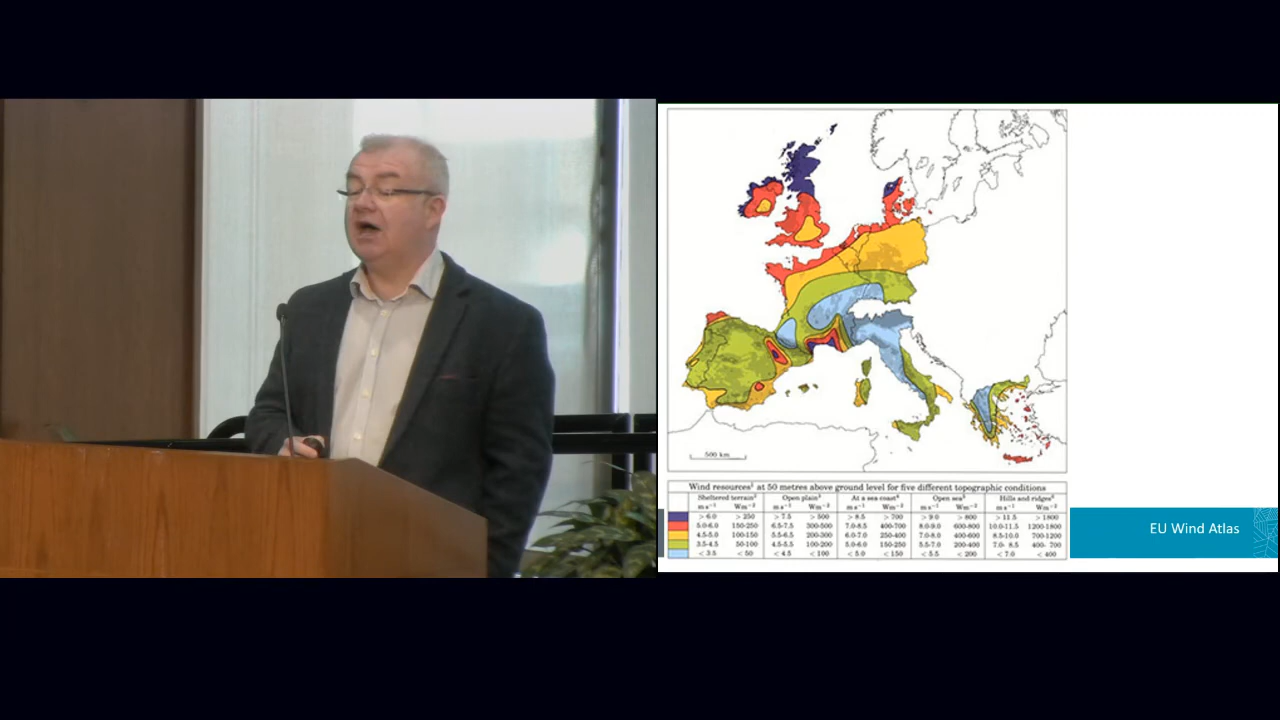 500 km
EU Wind Atlas
Wind resources¹ at 50 metres above ground level for five different topographic conditions
Sheltered terrain² Open plain³ At a sea coast⁴ Open sea⁵ Hills and ridges⁶
m s⁻¹ Wm⁻² m s⁻¹ Wm⁻² m s⁻¹ Wm⁻² m s⁻¹ Wm⁻² m s⁻¹ Wm⁻²
> 6.0 > 250 > 7.5 > 500 > 8.5 > 700 > 9.0 > 800 > 11.5 > 1800
5.0-6.0 150-250 6.5-7.5 300-500 7.0-8.5 400-700 8.0-9.0 600-800 10.0-11.5 1200-1800
4.5-5.0 100-150 5.5-6.5 200-300 6.0-7.0 250-400 7.0-8.0 400-600 8.5-10.0 700-1200
3.5-4.5 50-100 4.5-5.5 100-200 5.0-6.0 150-250 5.5-7.0 200-400 7.0- 8.5 400- 700
< 3.5 < 50 < 4.5 < 100 < 5.0 < 150 < 5.5 < 200 < 7.0 < 400